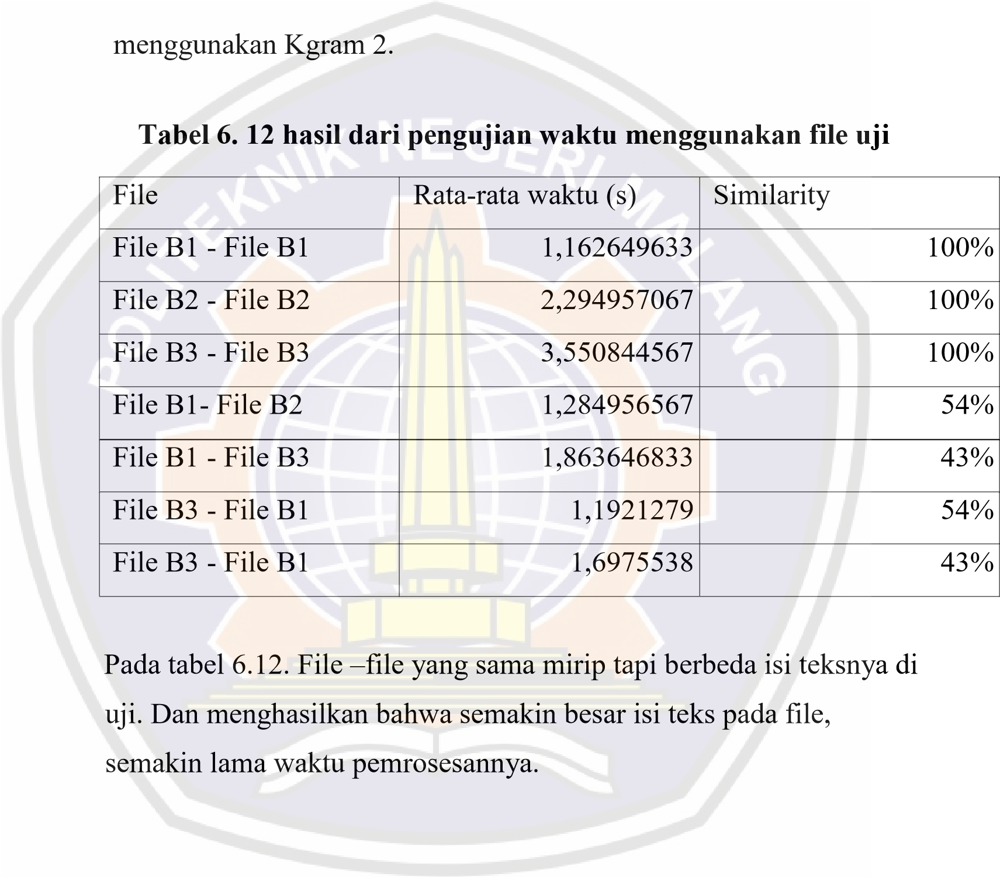 menggunakan Kgram 2.
Tabel 6. 12 hasil dari pengujian waktu menggunakan file uji
File Rata-rata waktu (s) Similarity
File B1 - File B1 1,162649633 100%
File B2 - File B2 2,294957067 100%
File B3 - File B3 3,550844567 100%
File B1- File B2 1,284956567 54%
File B1 - File B3 1,863646833 43%
File B3 - File B1 1,1921279 54%
File B3 - File B1 1,6975538 43%
Pada tabel 6.12. File –file yang sama mirip tapi berbeda isi teksnya di
uji. Dan menghasilkan bahwa semakin besar isi teks pada file,
semakin lama waktu pemrosesannya.
POLITEKNIK NEGERI MALANG